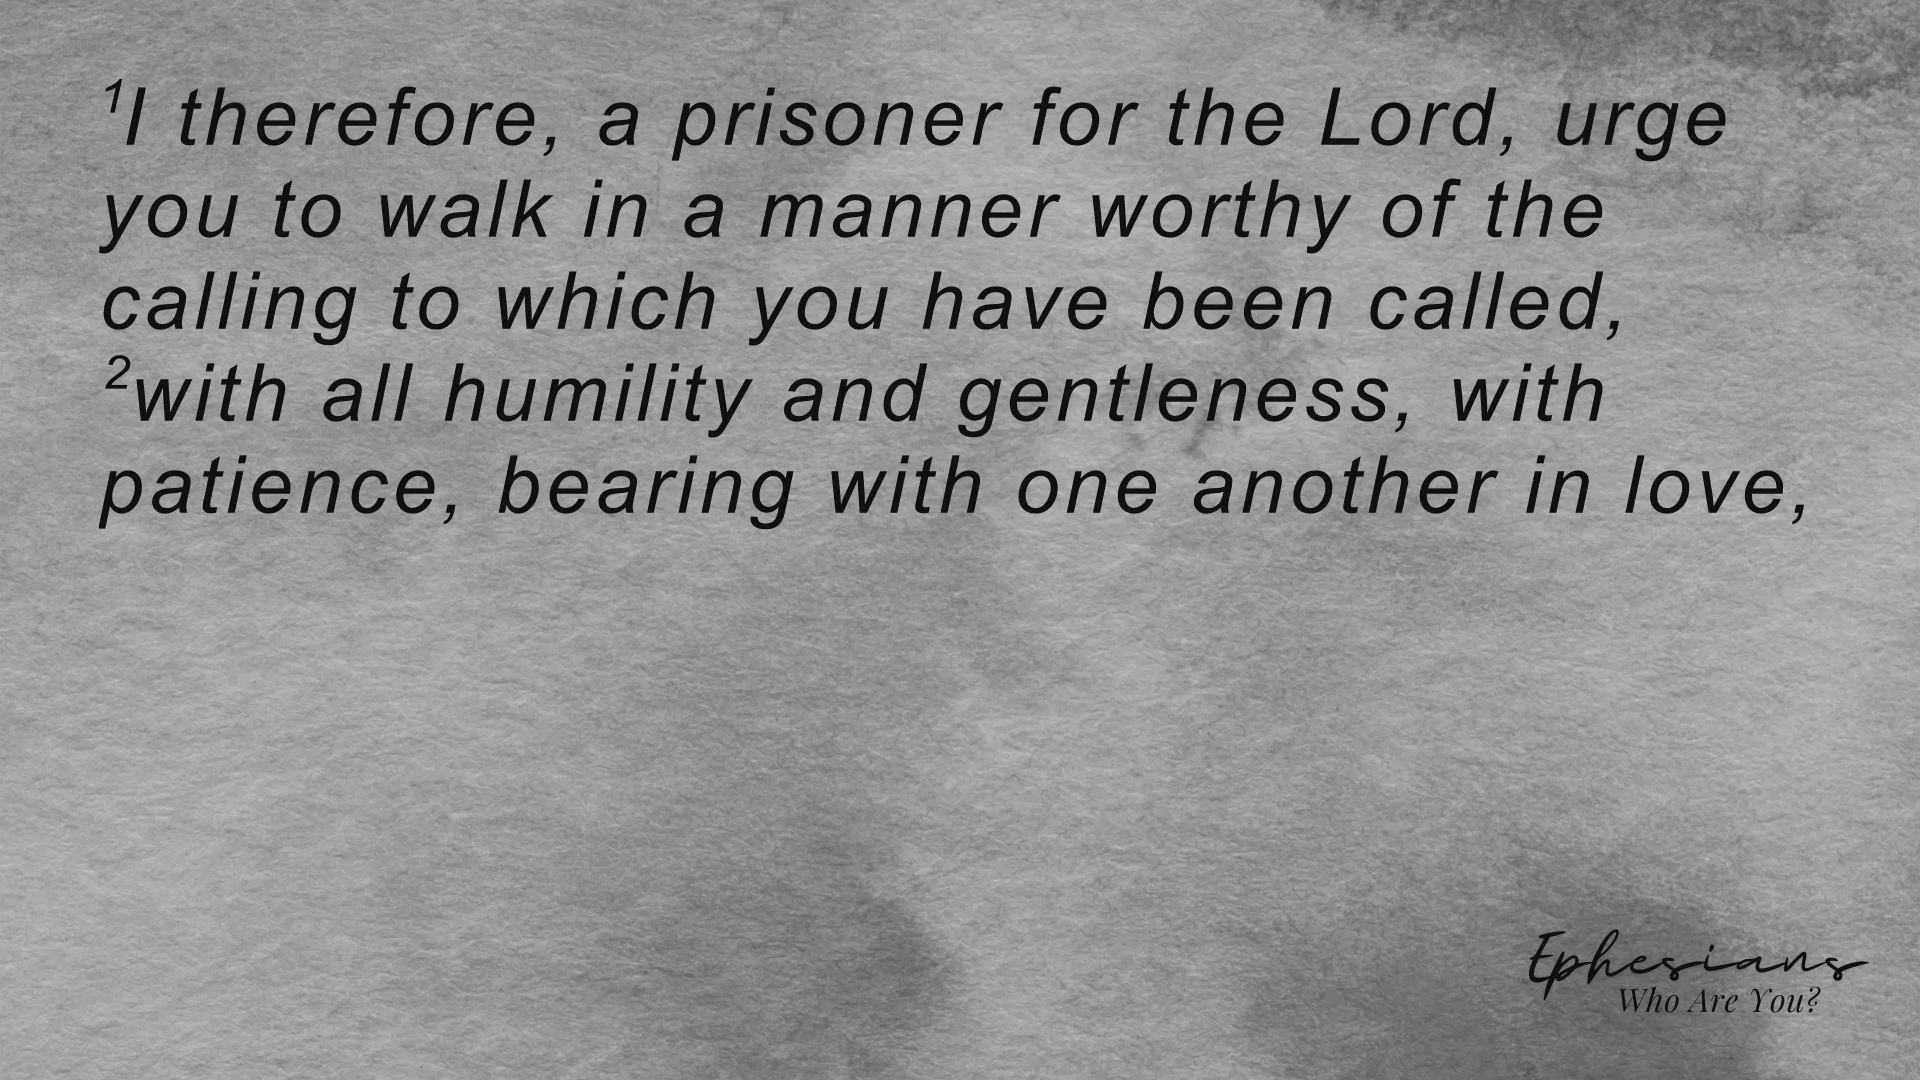 ¹I therefore, a prisoner for the Lord, urge
you to walk in a manner worthy of the
calling to which you have been called,
²with all humility and gentleness, with
patience, bearing with one another in love,
Ephesians
Who Are You?